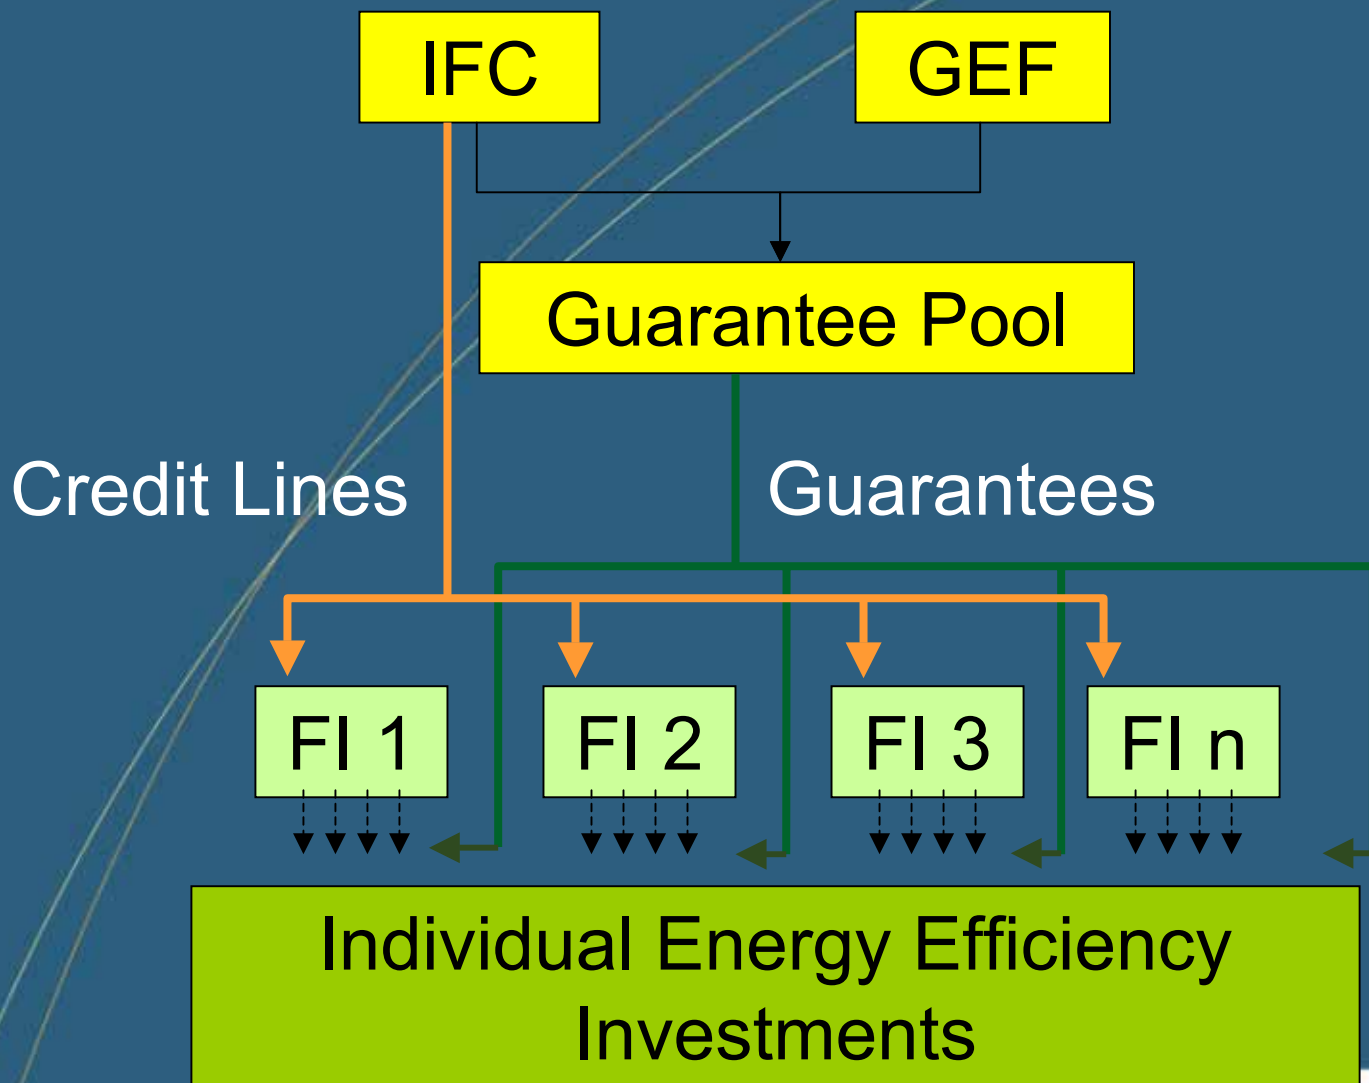 IFC
GEF
Guarantee Pool
Credit Lines
Guarantees
FI 1
FI 2
FI 3
FI n
Individual Energy Efficiency
Investments